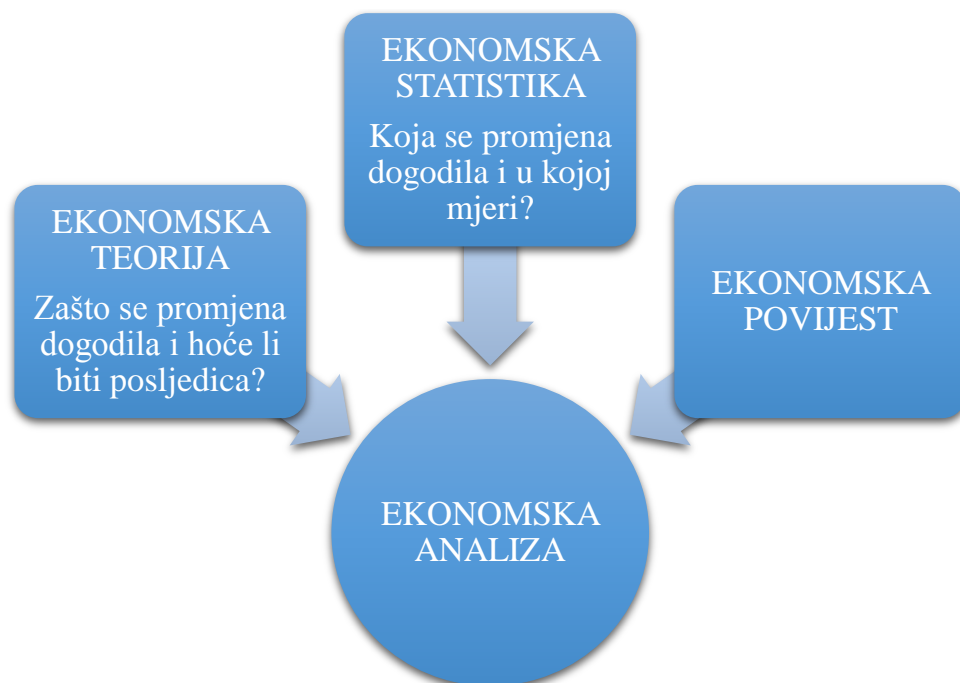 EKONOMSKA
STATISTIKA
Koja se promjena
dogodila i u kojoj
mjeri?
EKONOMSKA
TEORIJA
Zašto se promjena
dogodila i hoće li
biti posljedica?
EKONOMSKA
POVIJEST
EKONOMSKA
ANALIZA